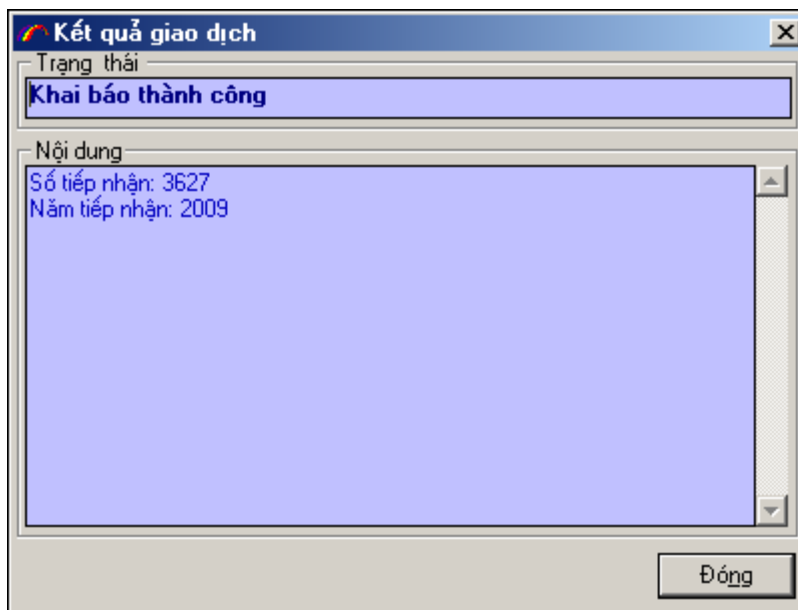 Kết quả giao dịch
Trạng thái
Khai báo thành công
Nội dung
Số tiếp nhận: 3627
Năm tiếp nhận: 2009
Đóng